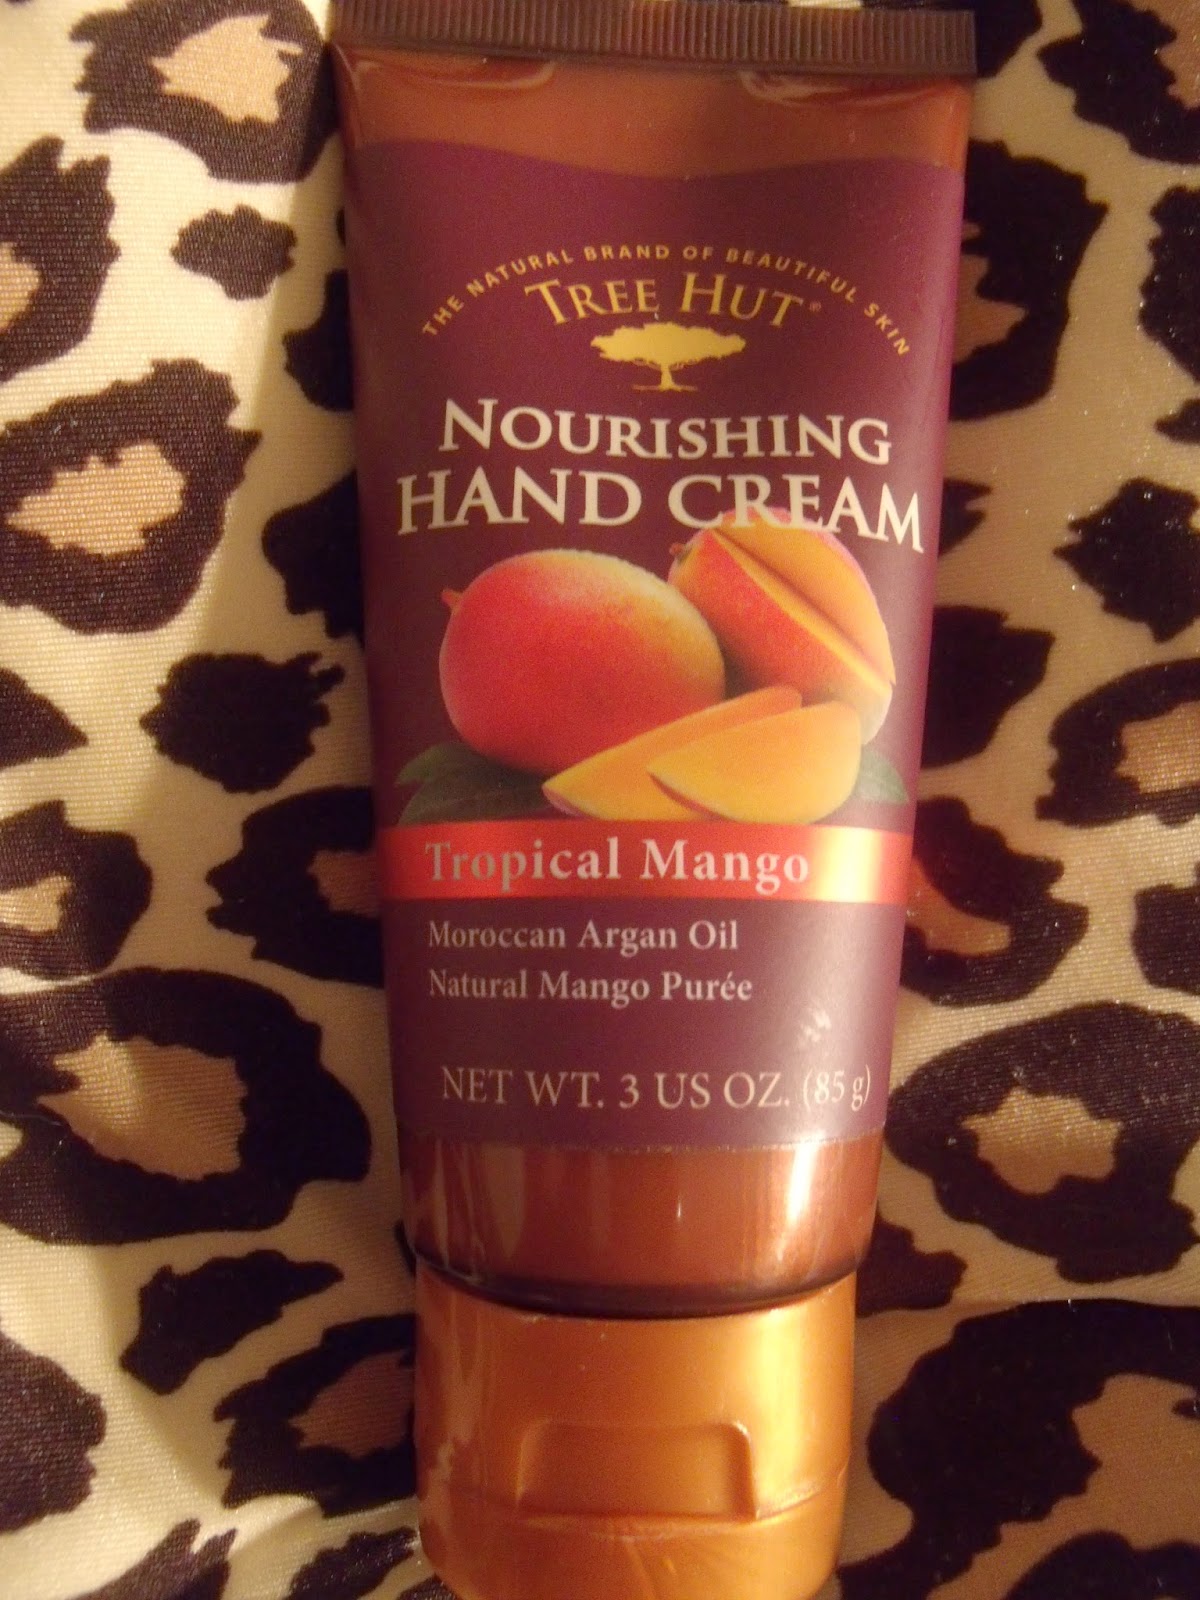 THE NATURAL BRAND OF BEAUTIFUL SKIN
TREE HUT®
NOURISHING
HAND CREAM
Tropical Mango
Moroccan Argan Oil
Natural Mango Purée
NET WT. 3 US OZ. (85 g)